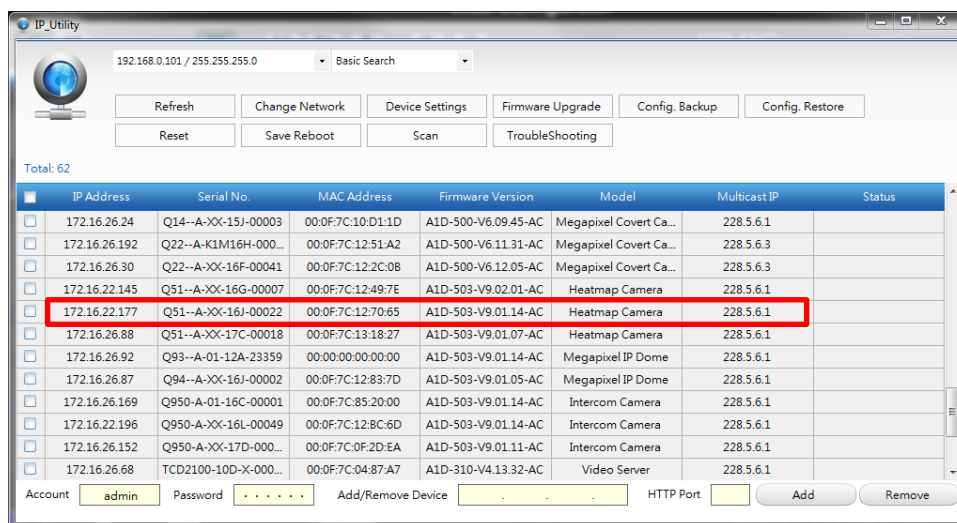 IP_Utility
192.168.0.101 / 255.255.255.0 Basic Search
Refresh Change Network Device Settings Firmware Upgrade Config. Backup Config. Restore
Reset Save Reboot Scan TroubleShooting
Total: 62
IP Address Serial No. MAC Address Firmware Version Model Multicast IP Status
172.16.26.24 Q14--A-XX-15J-00003 00:0F:7C:10:D1:1D A1D-500-V6.09.45-AC Megapixel Covert Ca... 228.5.6.1
172.16.26.192 Q22--A-K1M16H-000... 00:0F:7C:12:51:A2 A1D-500-V6.11.31-AC Megapixel Covert Ca... 228.5.6.3
172.16.26.30 Q22--A-XX-16F-00041 00:0F:7C:12:2C:0B A1D-500-V6.12.05-AC Megapixel Covert Ca... 228.5.6.3
172.16.22.145 Q51--A-XX-16G-00007 00:0F:7C:12:49:7E A1D-503-V9.02.01-AC Heatmap Camera 228.5.6.1
172.16.22.177 Q51--A-XX-16J-00022 00:0F:7C:12:70:65 A1D-503-V9.01.14-AC Heatmap Camera 228.5.6.1
172.16.26.88 Q51--A-XX-17C-00018 00:0F:7C:13:18:27 A1D-503-V9.01.07-AC Heatmap Camera 228.5.6.1
172.16.26.92 Q93--A-01-12A-23359 00:00:00:00:00:00 A1D-503-V9.01.14-AC Megapixel IP Dome 228.5.6.1
172.16.26.87 Q94--A-XX-16J-00002 00:0F:7C:12:83:7D A1D-503-V9.01.05-AC Megapixel IP Dome 228.5.6.1
172.16.26.169 Q950-A-01-16C-00001 00:0F:7C:85:20:00 A1D-503-V9.01.14-AC Intercom Camera 228.5.6.1
172.16.22.196 Q950-A-XX-16L-00049 00:0F:7C:12:BC:6D A1D-503-V9.01.14-AC Intercom Camera 228.5.6.1
172.16.26.152 Q950-A-XX-17D-000... 00:0F:7C:0F:2D:EA A1D-503-V9.01.11-AC Intercom Camera 228.5.6.1
172.16.26.68 TCD2100-10D-X-000... 00:0F:7C:04:87:A7 A1D-310-V4.13.32-AC Video Server 228.5.6.1
Account admin Password Add/Remove Device HTTP Port Add Remove